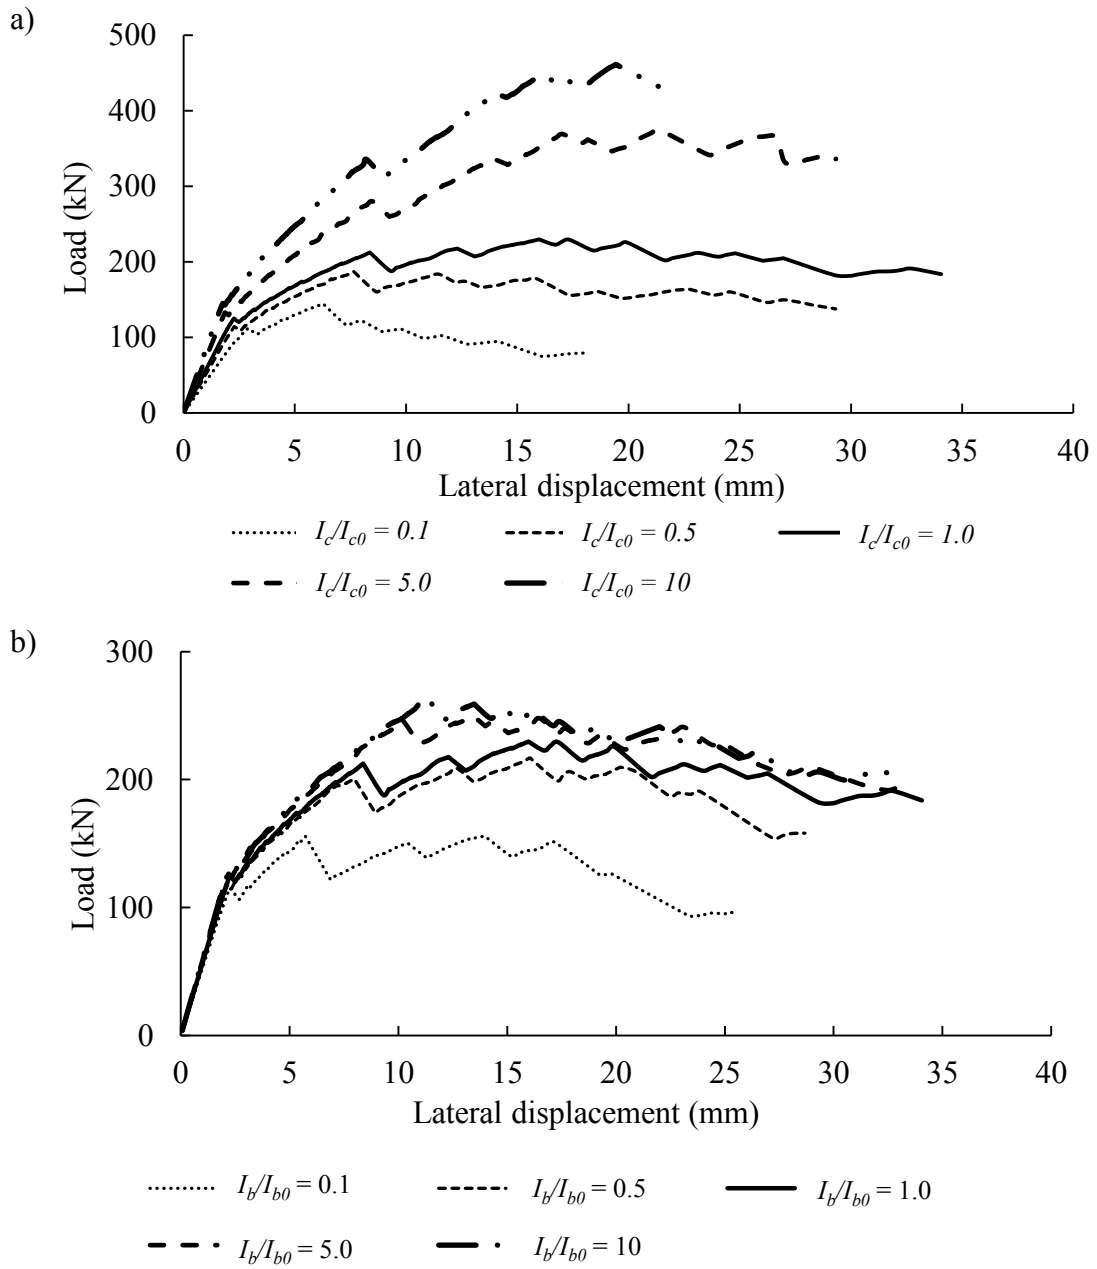 a)
500
400
300
200
100
0
Load (kN)
0 5 10 15 20 25 30 35 40
Lateral displacement (mm)
I_c/I_c0 = 0.1 I_c/I_c0 = 0.5 I_c/I_c0 = 1.0
I_c/I_c0 = 5.0 I_c/I_c0 = 10
b)
300
200
100
0
Load (kN)
0 5 10 15 20 25 30 35 40
Lateral displacement (mm)
I_b/I_b0 = 0.1 I_b/I_b0 = 0.5 I_b/I_b0 = 1.0
I_b/I_b0 = 5.0 I_b/I_b0 = 10